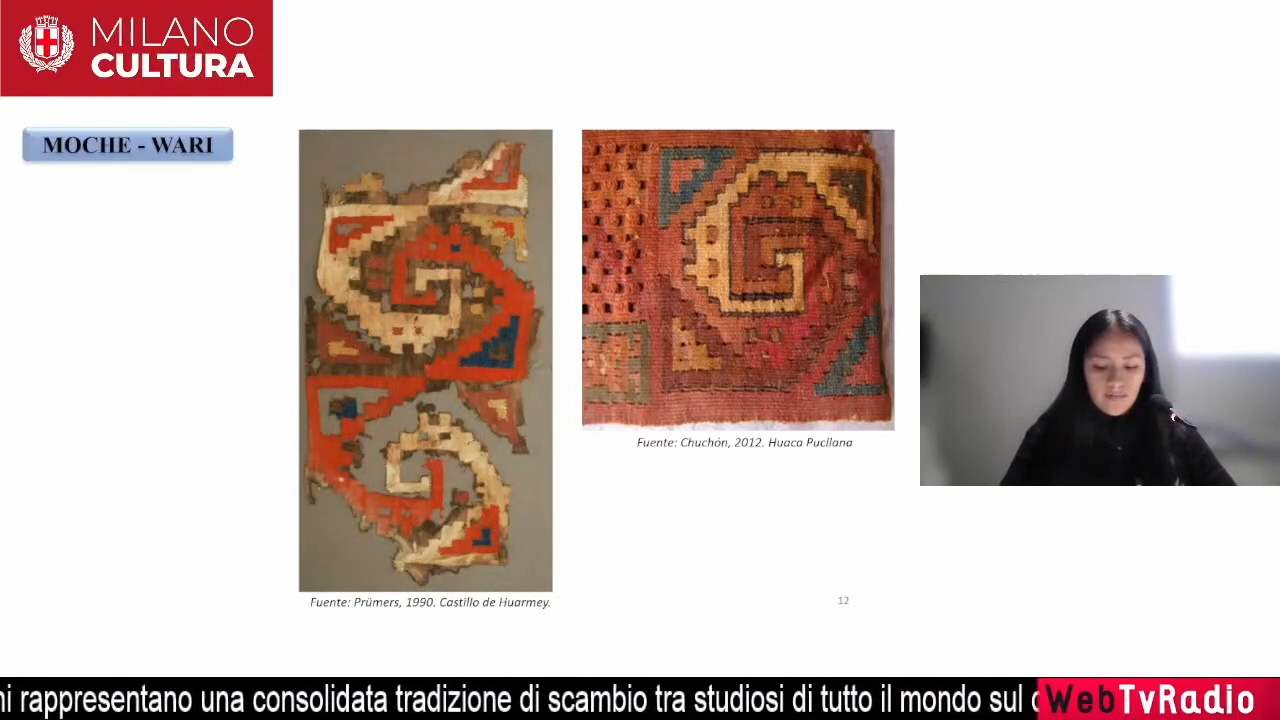 MILANO
CULTURA
MOCHE - WARI
Fuente: Chuchón, 2012. Huaca Pucllana
Fuente: Prümers, 1990. Castillo de Huarmey.
12
rappresentano una consolidata tradizione di scambio tra studiosi di tutto il mondo sul
WebTvRadio